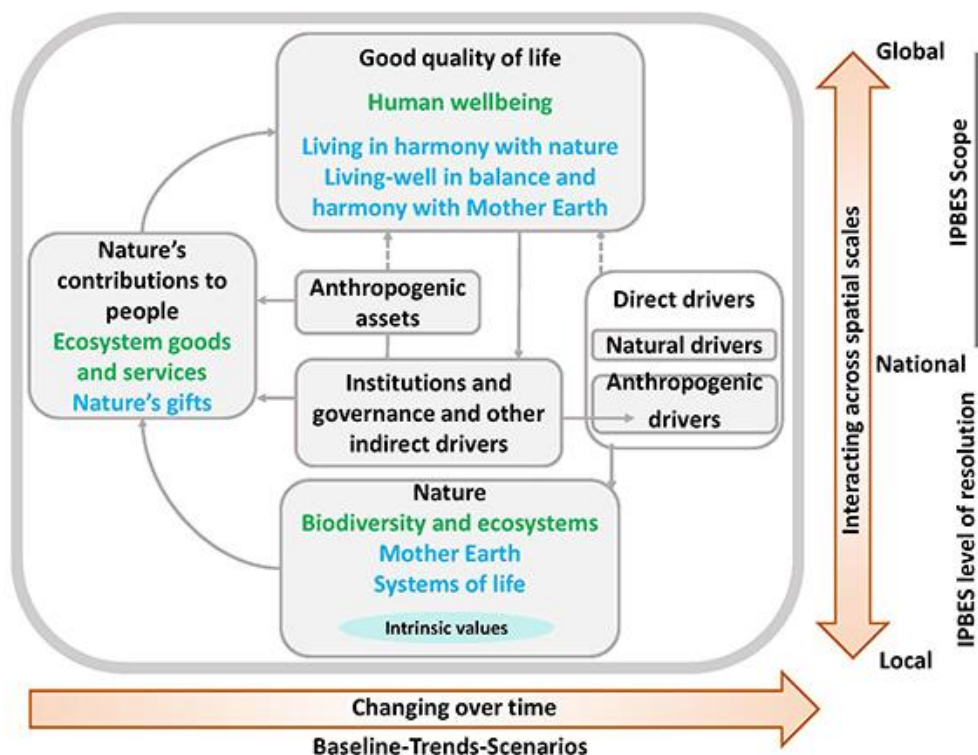 Good quality of life
Human wellbeing
Living in harmony with nature
Living-well in balance and
harmony with Mother Earth
Nature's
contributions to
people
Ecosystem goods
and services
Nature's gifts
Anthropogenic
assets
Institutions and
governance and other
indirect drivers
Direct drivers
Natural drivers
Anthropogenic
drivers
Nature
Biodiversity and ecosystems
Mother Earth
Systems of life
Intrinsic values
Global
National
Local
Interacting across spatial scales
IPBES Scope
IPBES level of resolution
Changing over time
Baseline-Trends-Scenarios